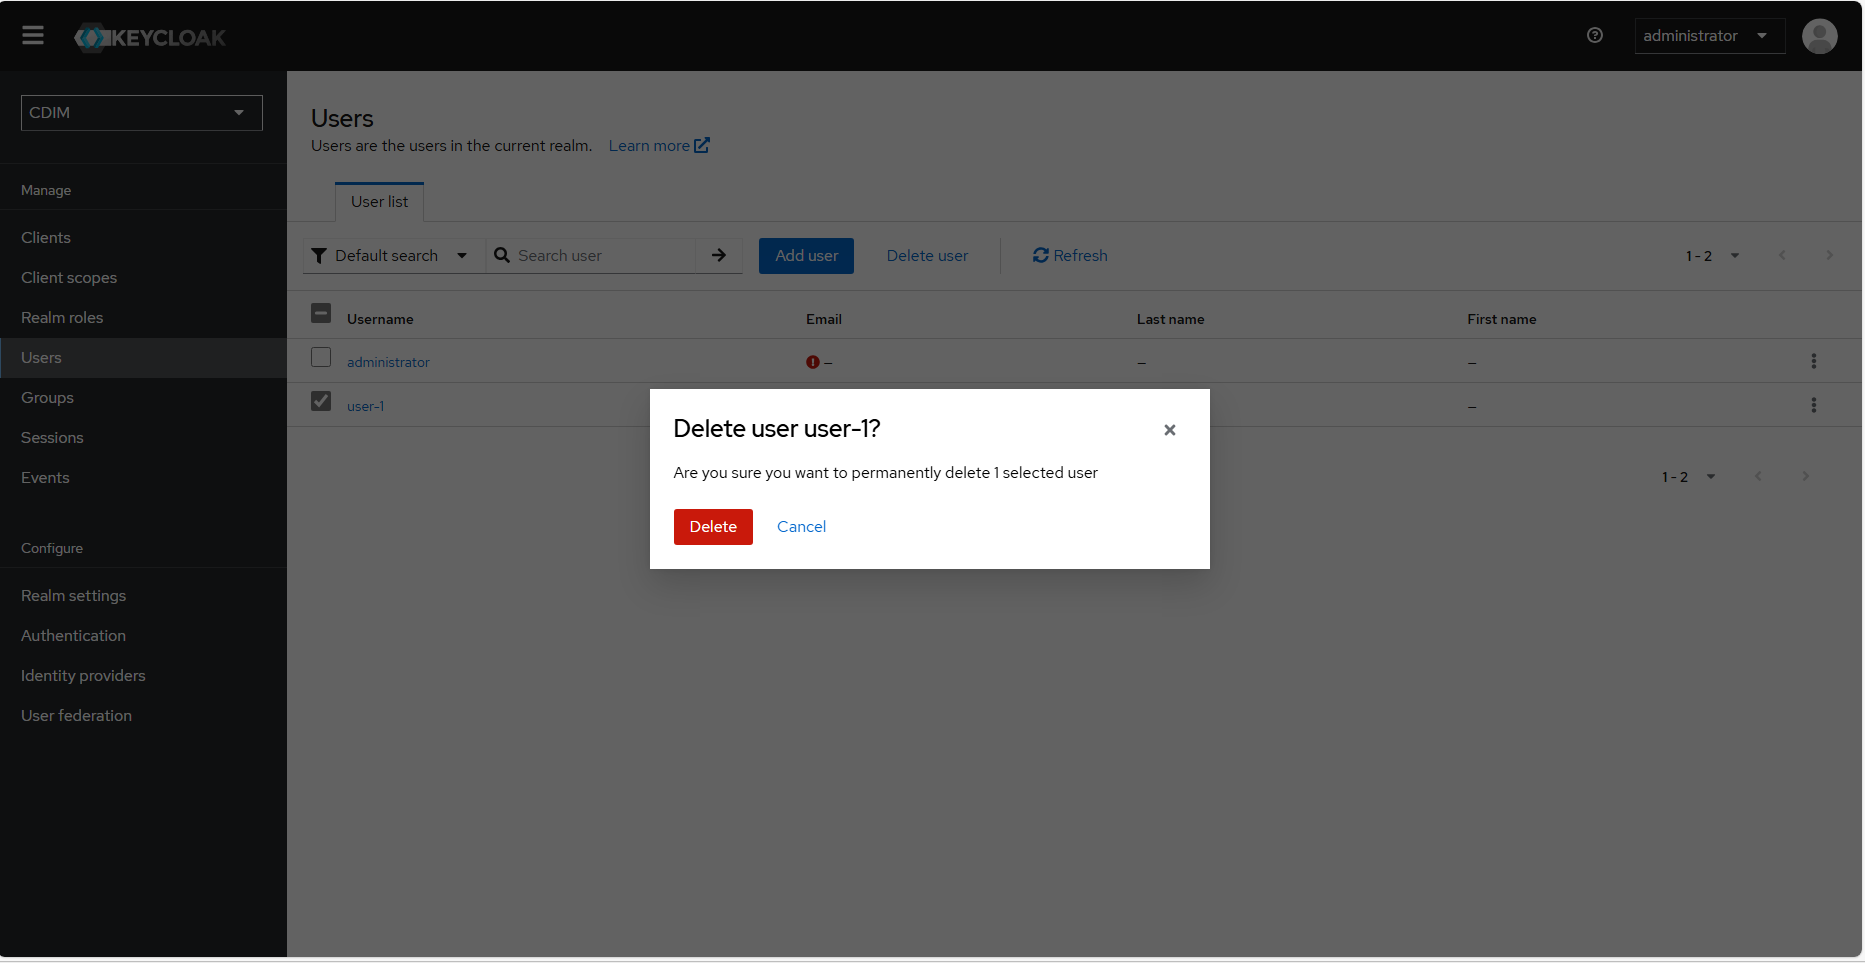 KEYCLOAK
administrator
CDIM
Manage
Clients
Client scopes
Realm roles
Users
Groups
Sessions
Events
Configure
Realm settings
Authentication
Identity providers
User federation
Users
Users are the users in the current realm. Learn more
User list
Default search Search user Add user Delete user Refresh 1 - 2
Username Email Last name First name
administrator – – –
user-1 –
Delete user user-1?
Are you sure you want to permanently delete 1 selected user
Delete Cancel
1 - 2